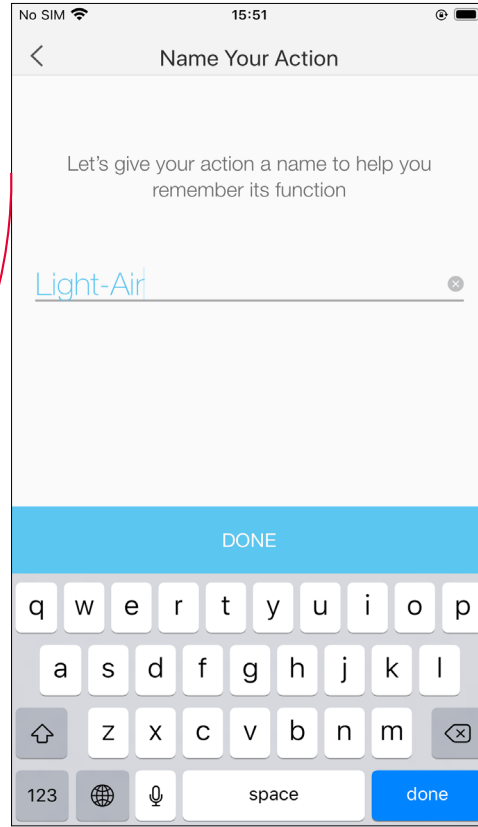 No SIM 15:51
Name Your Action
Let's give your action a name to help you
remember its function
Light-Air
DONE
q w e r t y u i o p
a s d f g h j k l
z x c v b n m
123 space done